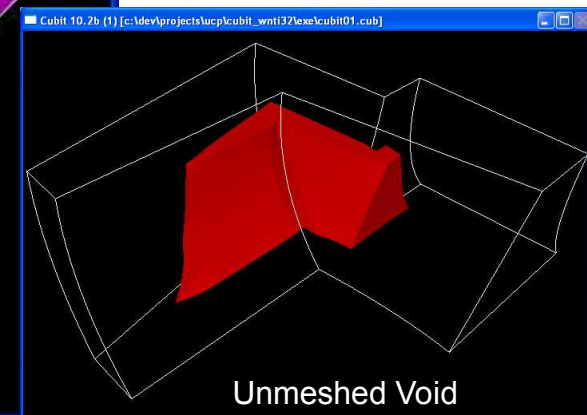 Cubit 10.2b (1) [c:\dev\projects\ucp\cubit_wnti32\exe\cubit01.cub]
Unmeshed Void